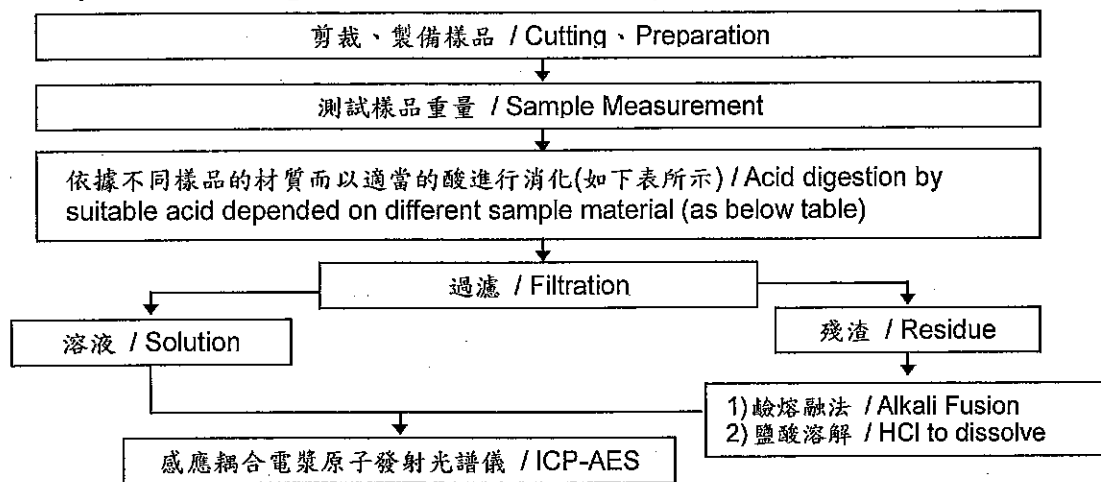 剪裁、製備樣品 / Cutting、Preparation
測試樣品重量 / Sample Measurement
依據不同樣品的材質而以適當的酸進行消化(如下表所示) / Acid digestion by
suitable acid depended on different sample material (as below table)
過濾 / Filtration
溶液 / Solution
殘渣 / Residue
1)鹼熔融法 / Alkali Fusion
2)鹽酸溶解 / HCl to dissolve
感應耦合電漿原子發射光譜儀 / ICP-AES